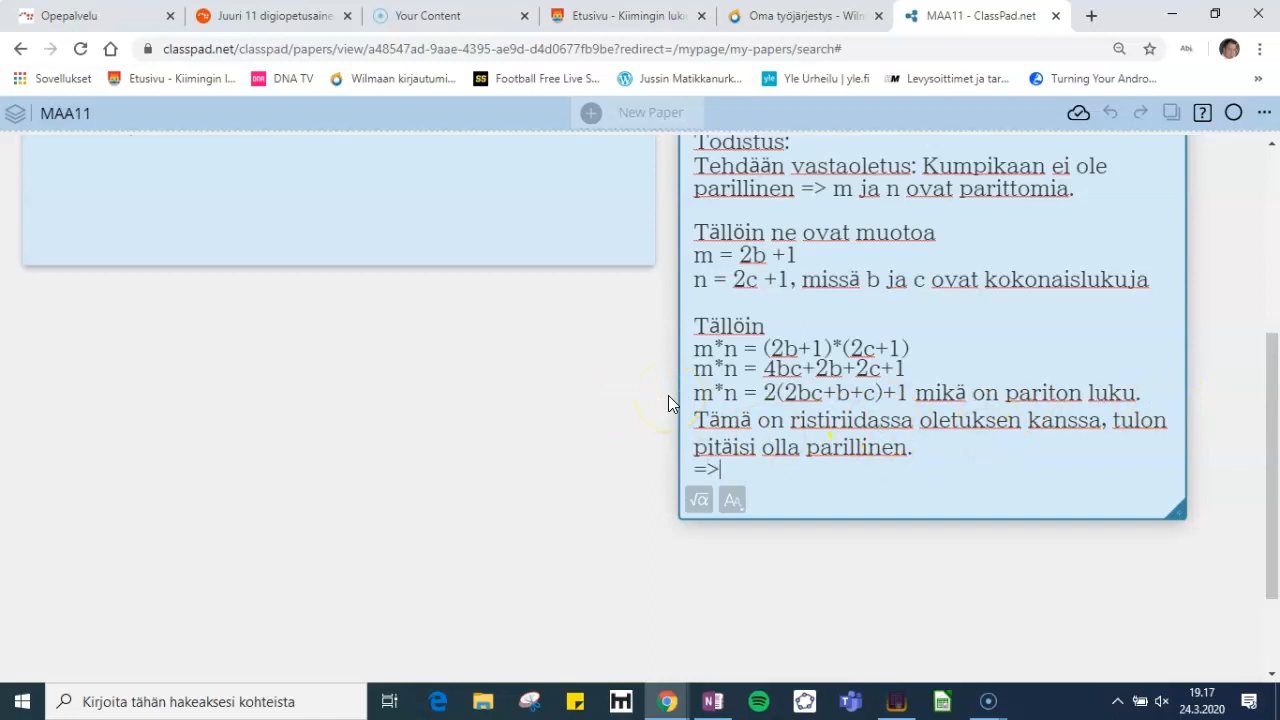 Opepalvelu
Juuri 11 digiopetusaine
Your Content
Etusivu - Kiimingin luk
Oma työjärjestys - Wiln
MAA11 - ClassPad.net
classpad.net/classpad/papers/view/a48547ad-9aae-4395-ae9d-d4d0677fb9be?redirect=/mypage/my-papers/search#
Sovellukset
Etusivu - Kiimingin l...
DNA TV
Wilmaan kirjautumi...
Football Free Live S...
Jussin Matikkanurk...
Yle Urheilu | yle.fi
Levysoittimet ja tar...
Turning Your Andro...
MAA11
New Paper
Todistus:
Tehdään vastaoletus: Kumpikaan ei ole
parillinen => m ja n ovat parittomia.
Tällöin ne ovat muotoa
m = 2b +1
n = 2c +1, missä b ja c ovat kokonaislukuja
Tällöin
m*n = (2b+1)*(2c+1)
m*n = 4bc+2b+2c+1
m*n = 2(2bc+b+c)+1 mikä on pariton luku.
Tämä on ristiriidassa oletuksen kanssa, tulon
pitäisi olla parillinen.
=>
Kirjoita tähän hakeaksesi kohteista
19.17
24.3.2020